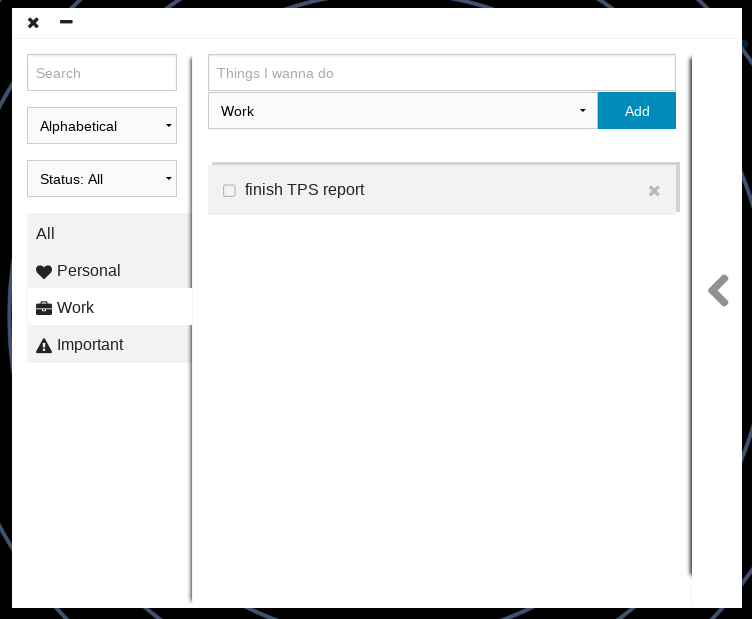 Search
Alphabetical
Status: All
All
Personal
Work
Important
Things I wanna do
Work
Add
finish TPS report